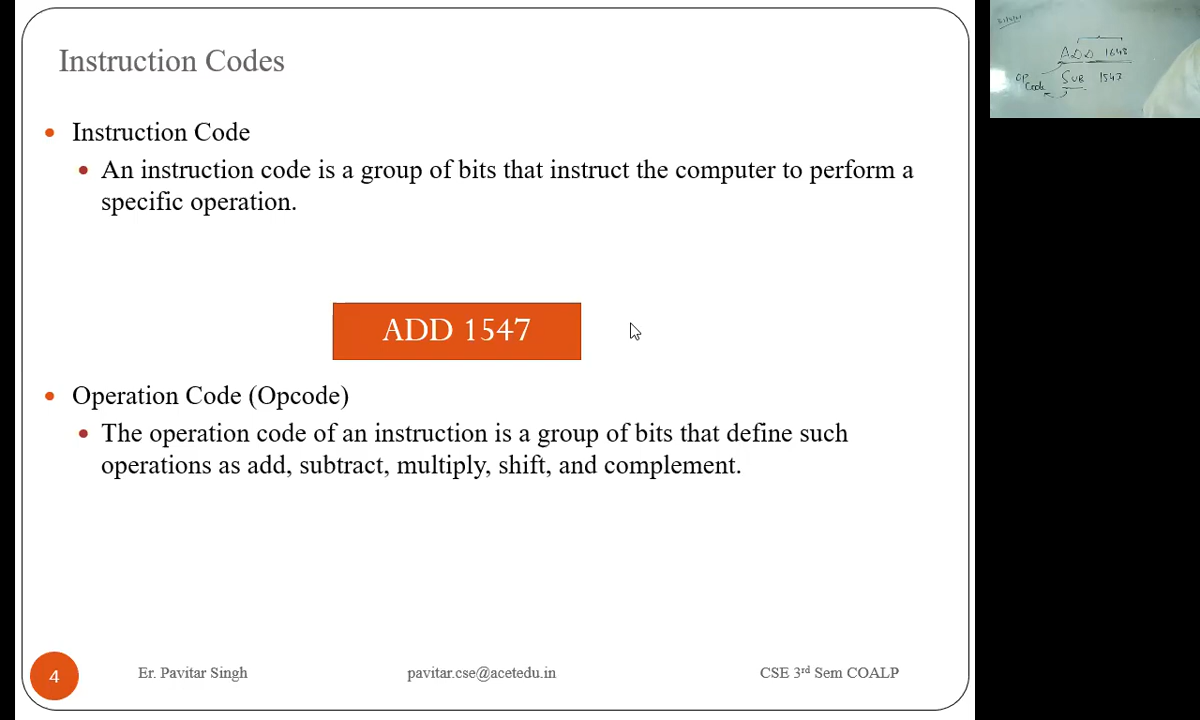 Instruction Codes
• Instruction Code
• An instruction code is a group of bits that instruct the computer to perform a
specific operation.
ADD 1547
• Operation Code (Opcode)
• The operation code of an instruction is a group of bits that define such
operations as add, subtract, multiply, shift, and complement.
4 Er. Pavitar Singh pavitar.cse@acetedu.in CSE 3rd Sem COALP
ADD 1648
OP SUB 1543
Code